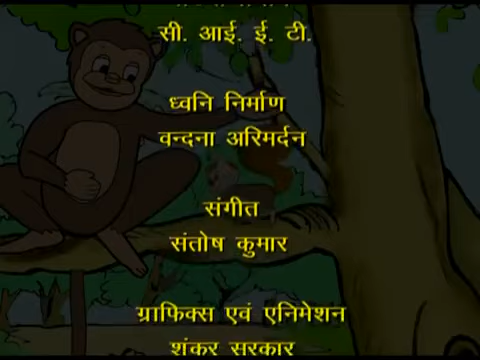 सी. आई. ई. टी.
ध्वनि निर्माण
वन्दना अरिमर्दन
संगीत
संतोष कुमार
ग्राफिक्स एवं एनिमेशन
शंकर सरकार